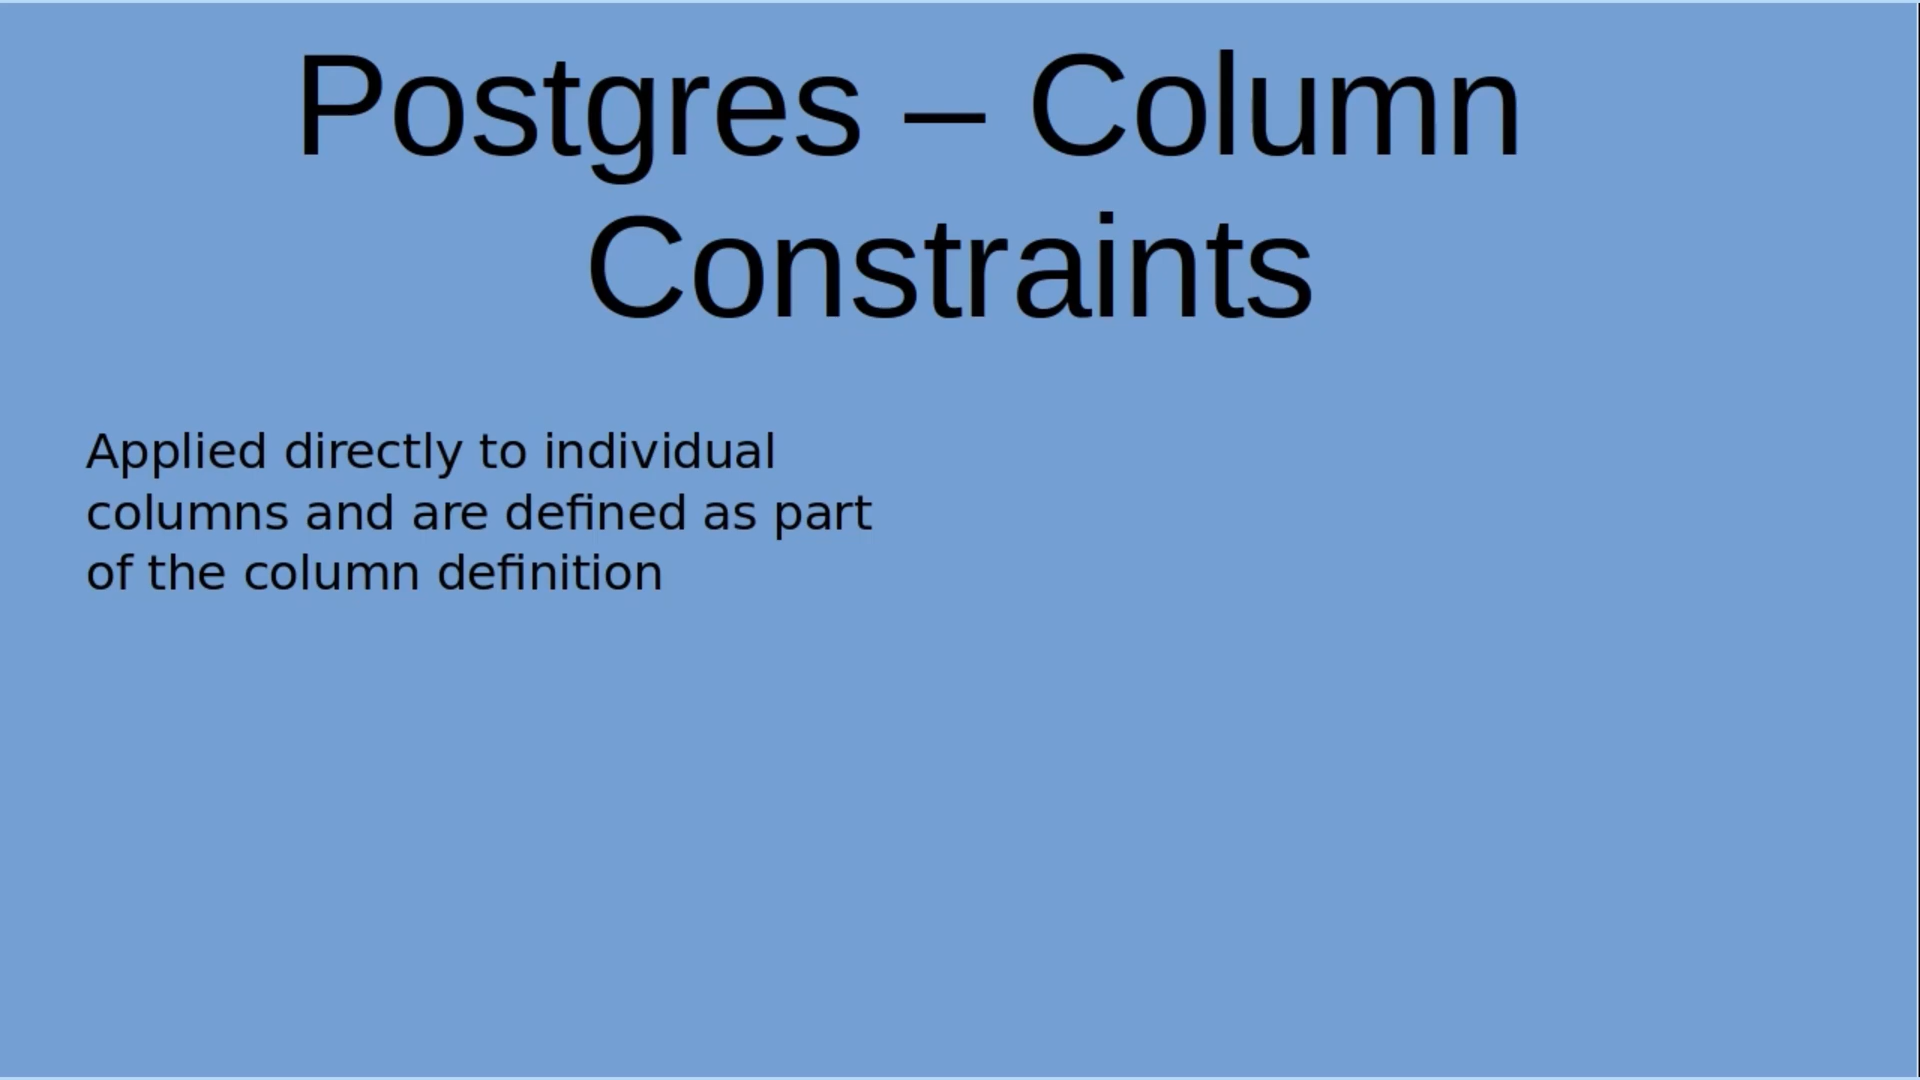 Postgres – Column
Constraints
Applied directly to individual
columns and are defined as part
of the column definition